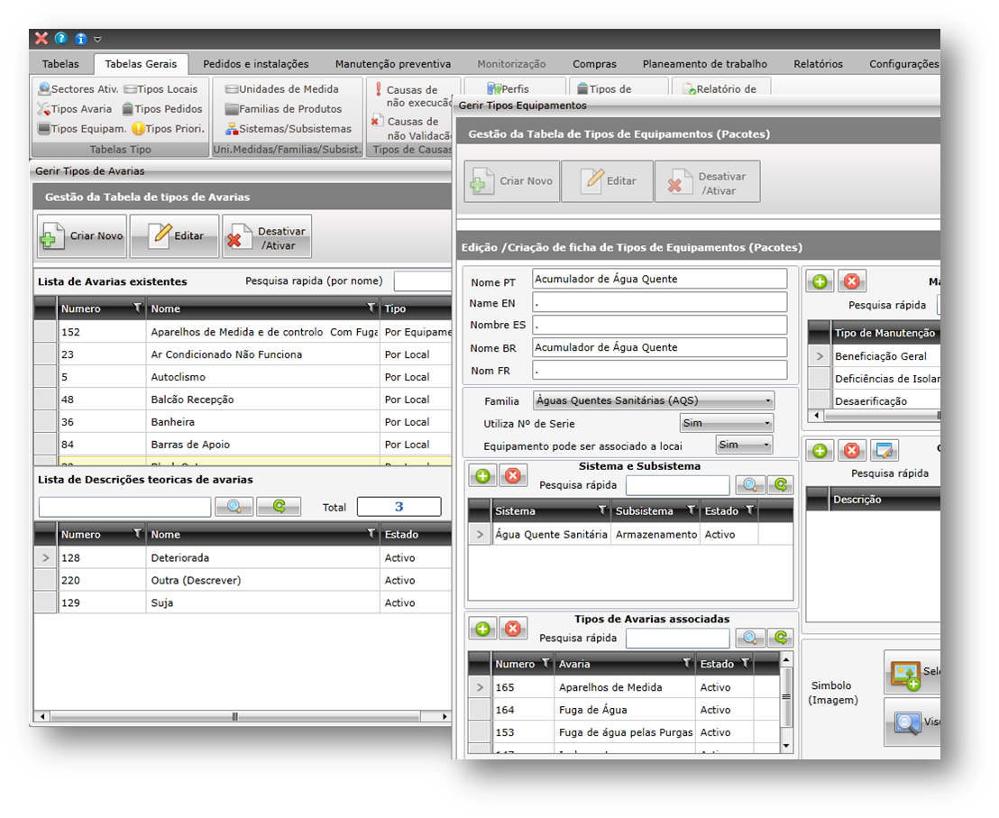 Tabelas Tabelas Gerais Pedidos e instalações Manutenção preventiva Monitorização Compras Planeamento de trabalho Relatórios Configurações
Sectores Ativ. Tipos Locais
Tipos Avaria Tipos Pedidos
Tipos Equipam. Tipos Priori.
Tabelas Tipo
Unidades de Medida
Familias de Produtos
Sistemas/Subsistemas
Uni.Medidas/Familias/Subsist.
Causas de
não execucã
Causas de
não Validacã
Tipos de Causas
Perfis
Tipos de
Relatório de
Gerir Tipos de Avarias
Gestão da Tabela de tipos de Avarias
Criar Novo
Editar
Desativar
/Ativar
Lista de Avarias existentes Pesquisa rapida (por nome)
Numero Nome Tipo
152 Aparelhos de Medida e de controlo Com Fuga Por Equipame
23 Ar Condicionado Não Funciona Por Local
5 Autoclismo Por Local
48 Balcão Recepção Por Local
36 Banheira Por Local
84 Barras de Apoio Por Local
Lista de Descrições teoricas de avarias
Total 3
Numero Nome Estado
128 Deteriorada Activo
220 Outra (Descrever) Activo
129 Suja Activo
Gerir Tipos Equipamentos
Gestão da Tabela de Tipos de Equipamentos (Pacotes)
Criar Novo
Editar
Desativar
/Ativar
Edição /Criação de ficha de Tipos de Equipamentos (Pacotes)
Nome PT Acumulador de Água Quente
Name EN .
Nombre ES .
Nome BR Acumulador de Água Quente
Nom FR .
Familia Àguas Quentes Sanitárias (AQS)
Utiliza Nº de Serie Sim
Equipamento pode ser associado a locai Sim
Sistema e Subsistema
Pesquisa rápida
Sistema Subsistema Estado
Água Quente Sanitária Armazenamento Activo
Tipos de Avarias associadas
Pesquisa rápida
Numero Avaria Estado
165 Aparelhos de Medida Activo
164 Fuga de Água Activo
153 Fuga de água pelas Purgas Activo
Ma
Pesquisa rápida
Tipo de Manutenção
Beneficiação Geral
Deficiências de Isolar
Desaerificação
Pesquisa rápida
Descrição
Simbolo
(Imagem)
Sele
Visu